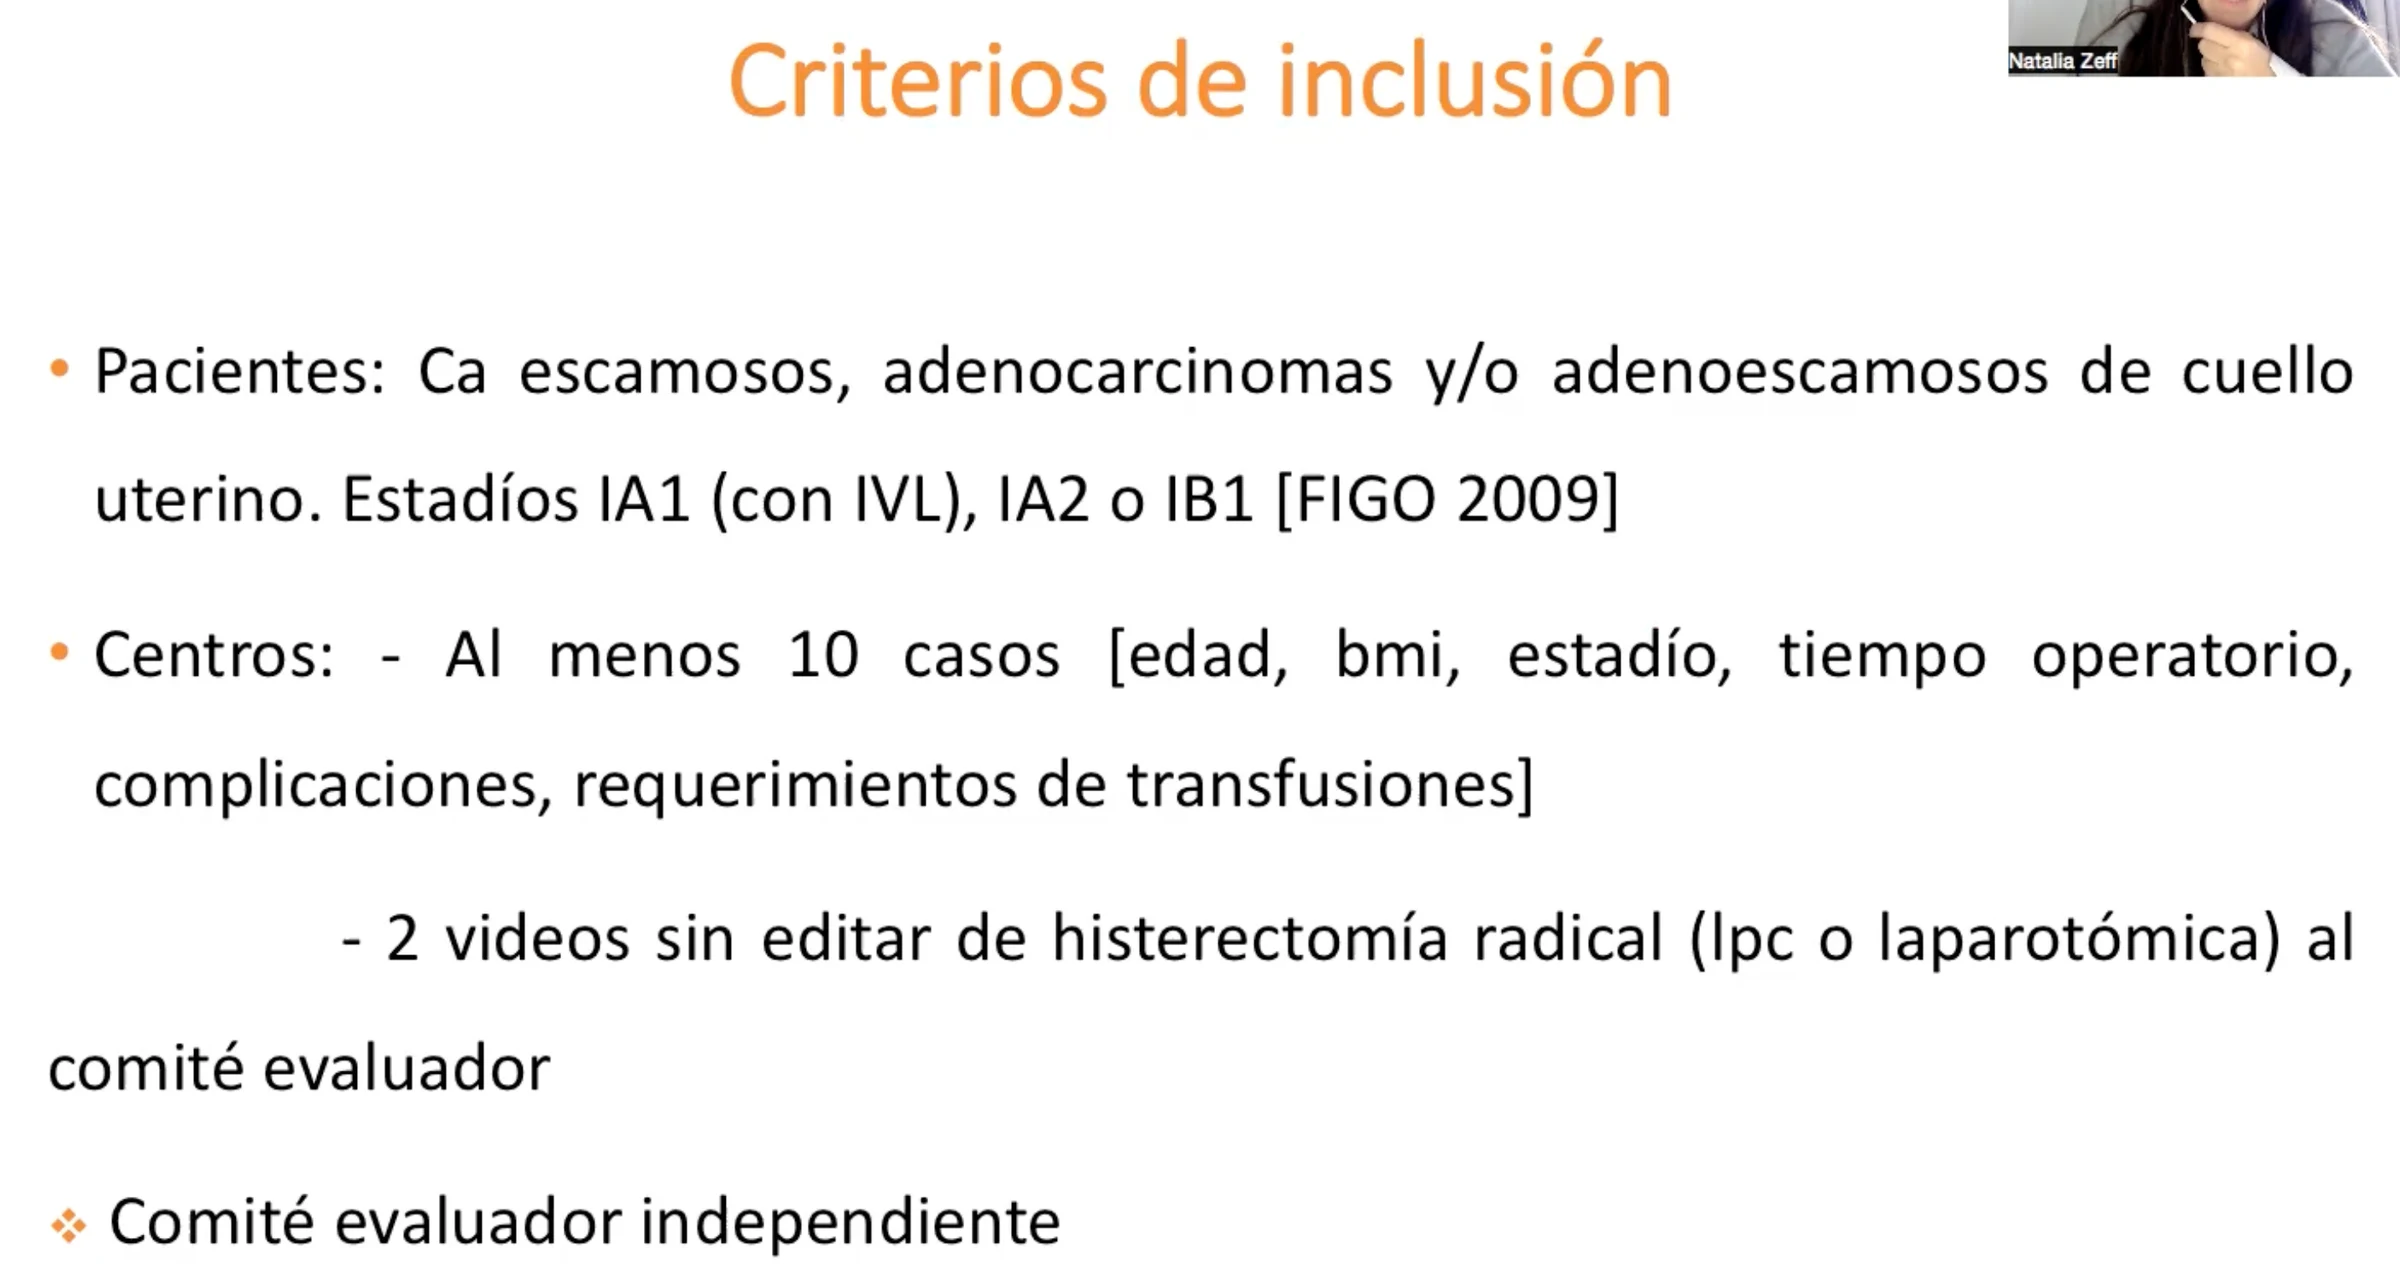 Criterios de inclusión
Natalia Zeff
• Pacientes: Ca escamosos, adenocarcinomas y/o adenoescamosos de cuello
uterino. Estadíos IA1 (con IVL), IA2 o IB1 [FIGO 2009]
• Centros: - Al menos 10 casos [edad, bmi, estadío, tiempo operatorio,
complicaciones, requerimientos de transfusiones]
- 2 videos sin editar de histerectomía radical (lpc o laparotómica) al
comité evaluador
❖ Comité evaluador independiente